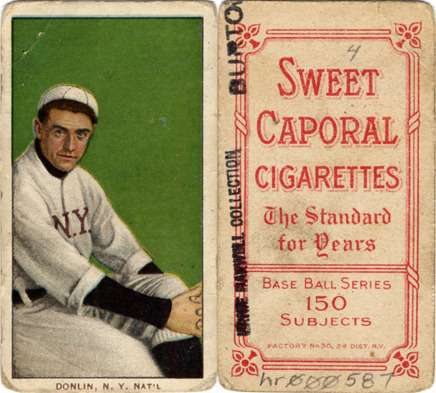 N.Y.
DONLIN, N. Y. NAT'L
4
SWEET
CAPORAL
CIGARETTES
The Standard
for Years
BASE BALL SERIES
150
SUBJECTS
FACTORY No 30, 2d DIST. N.Y.
COLLECTION